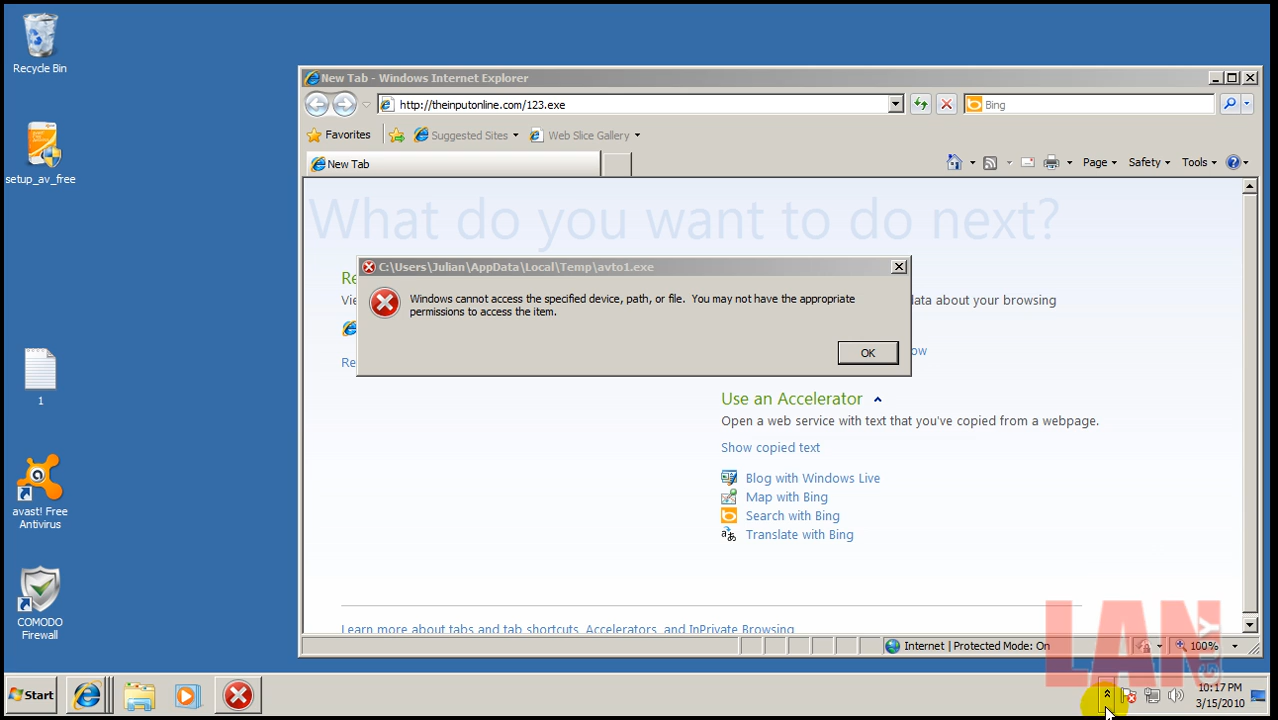 Recycle Bin
setup_av_free
1
avast! Free
Antivirus
COMODO
Firewall
New Tab - Windows Internet Explorer
http://theinputonline.com/123.exe
Bing
Favorites
Suggested Sites
Web Slice Gallery
New Tab
Page
Safety
Tools
What do you want to do next?
Re
Vie
data about your browsing
Re
ow
C:\Users\Julian\AppData\Local\Temp\avto1.exe
Windows cannot access the specified device, path, or file. You may not have the appropriate
permissions to access the item.
OK
Use an Accelerator
Open a web service with text that you've copied from a webpage.
Show copied text
Blog with Windows Live
Map with Bing
Search with Bing
Translate with Bing
Learn more about tabs and tab shortcuts, Accelerators, and InPrivate Browsing
Internet | Protected Mode: On
100%
LAN
GUY
Start
10:17 PM
3/15/2010